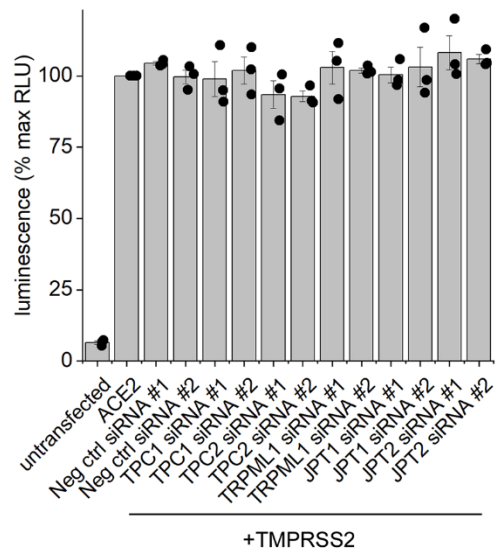 luminescence (% max RLU)
100
75
50
25
0
untransfected
ACE2
Neg ctrl siRNA #1
Neg ctrl siRNA #2
TPC1 siRNA #1
TPC1 siRNA #2
TPC2 siRNA #1
TPC2 siRNA #2
TRPML1 siRNA #1
TRPML1 siRNA #2
JPT1 siRNA #1
JPT1 siRNA #2
JPT2 siRNA #1
JPT2 siRNA #2
+TMPRSS2